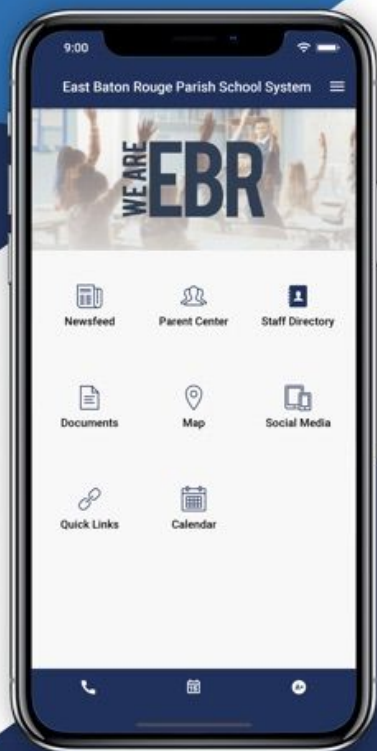 9:00
East Baton Rouge Parish School System
WE ARE
EBR
Newsfeed
Parent Center
Staff Directory
Documents
Map
Social Media
Quick Links
Calendar
A+